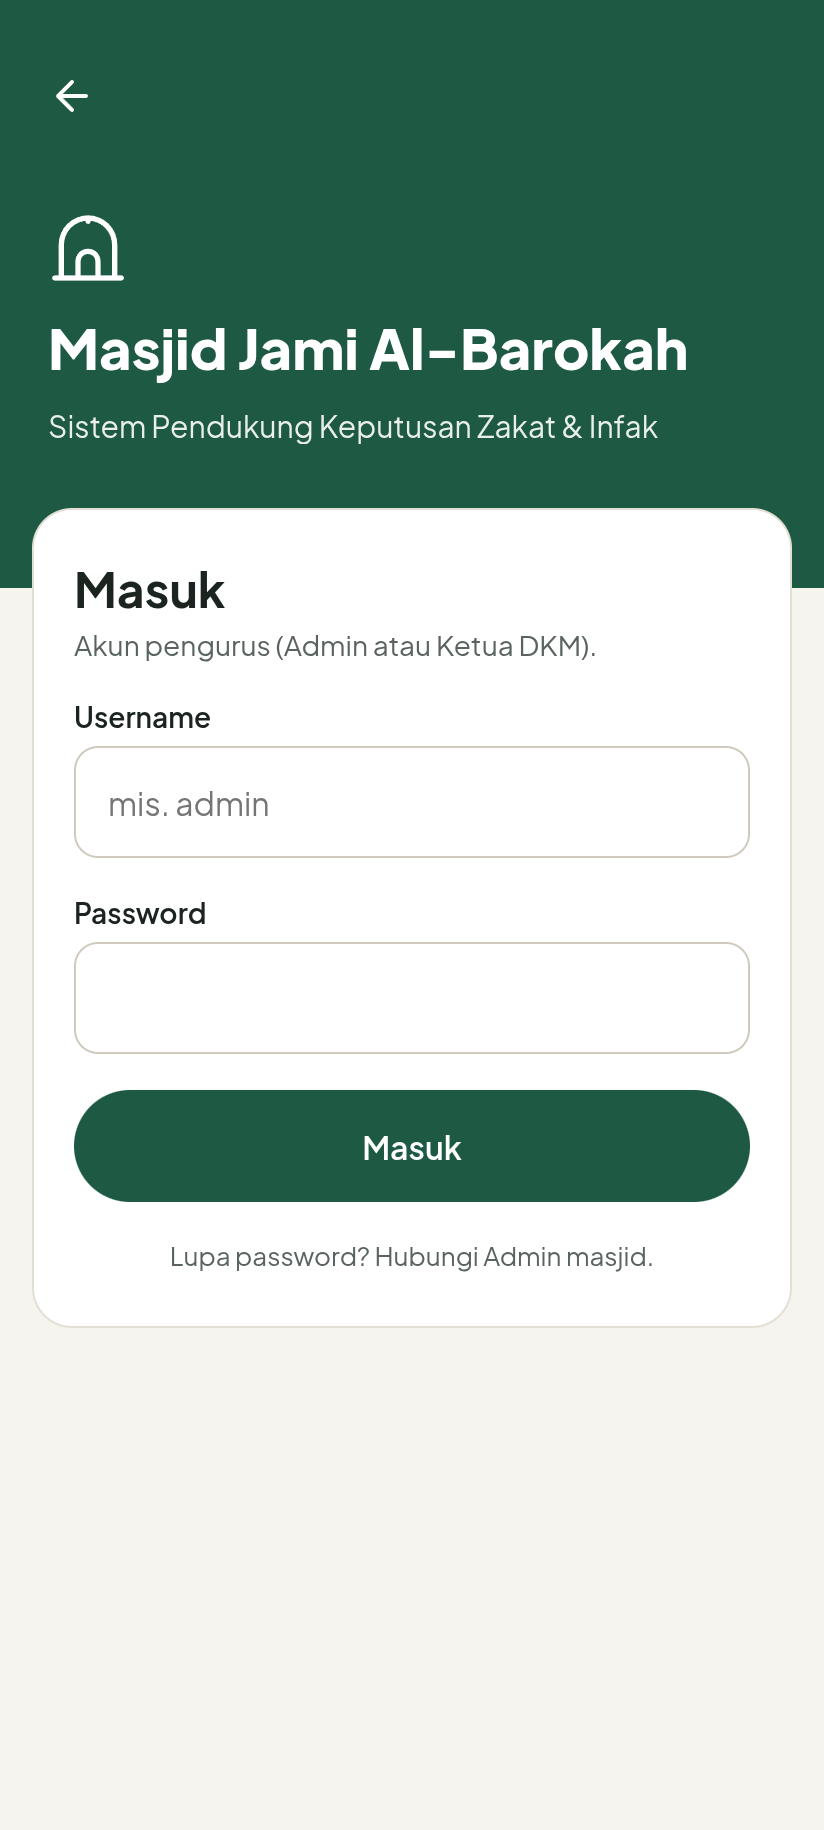 Masjid Jami Al-Barokah
Sistem Pendukung Keputusan Zakat & Infak
Masuk
Akun pengurus (Admin atau Ketua DKM).
Username
mis. admin
Password
Masuk
Lupa password? Hubungi Admin masjid.